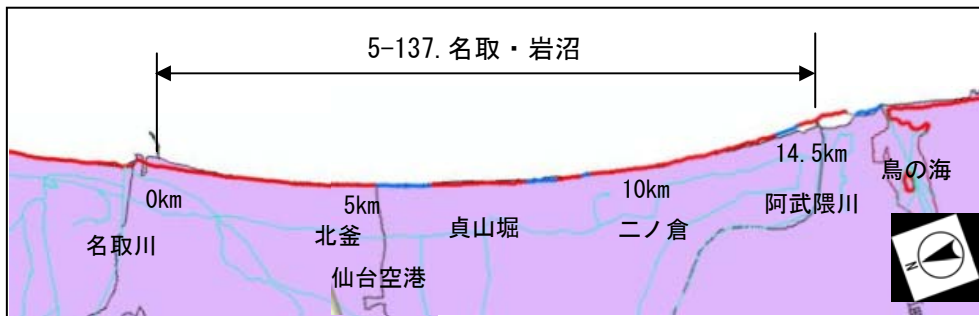 5-137.名取・岩沼
14.5km
0km
5km
10km
鳥の海
名取川
北釜
貞山堀
二ノ倉
阿武隈川
仙台空港
N